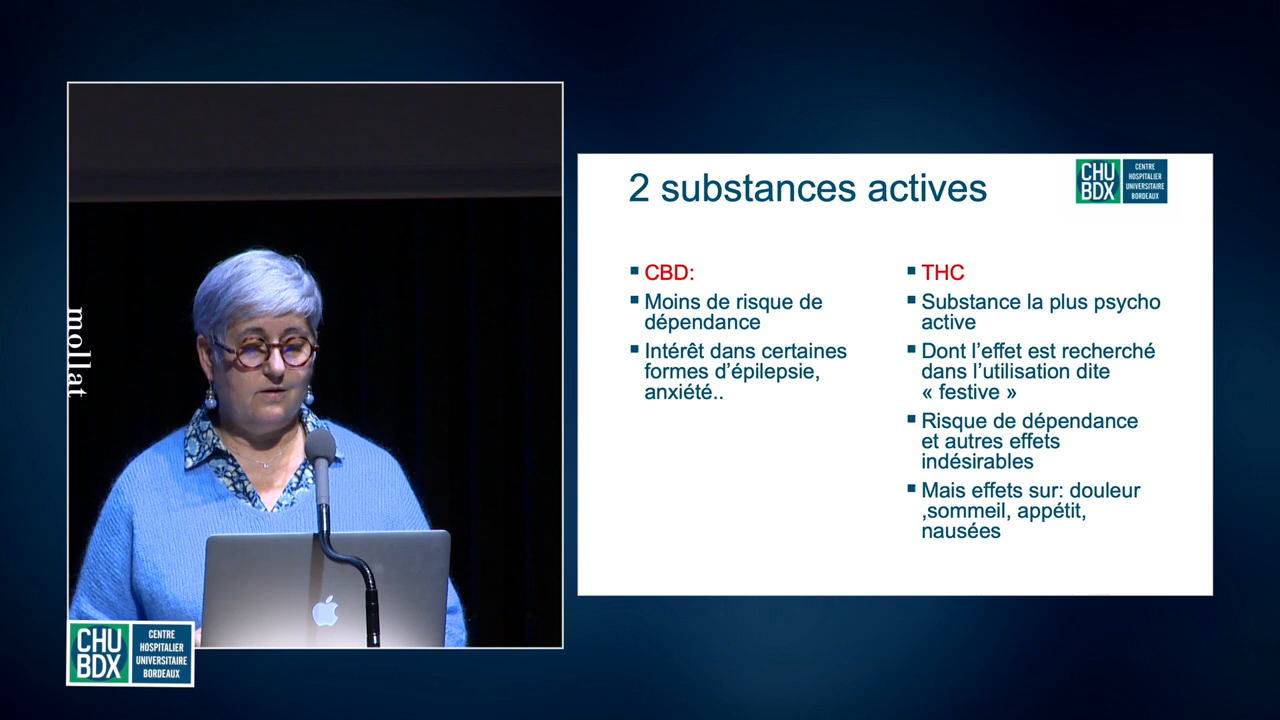 mollat
CHU
BDX
CENTRE
HOSPITALIER
UNIVERSITAIRE
BORDEAUX
2 substances actives
CHU
BDX
CENTRE
HOSPITALIER
UNIVERSITAIRE
BORDEAUX
CBD:
Moins de risque de
dépendance
Intérêt dans certaines
formes d'épilepsie,
anxiété..
THC
Substance la plus psycho
active
Dont l'effet est recherché
dans l'utilisation dite
« festive »
Risque de dépendance
et autres effets
indésirables
Mais effets sur: douleur
,sommeil, appétit,
nausées